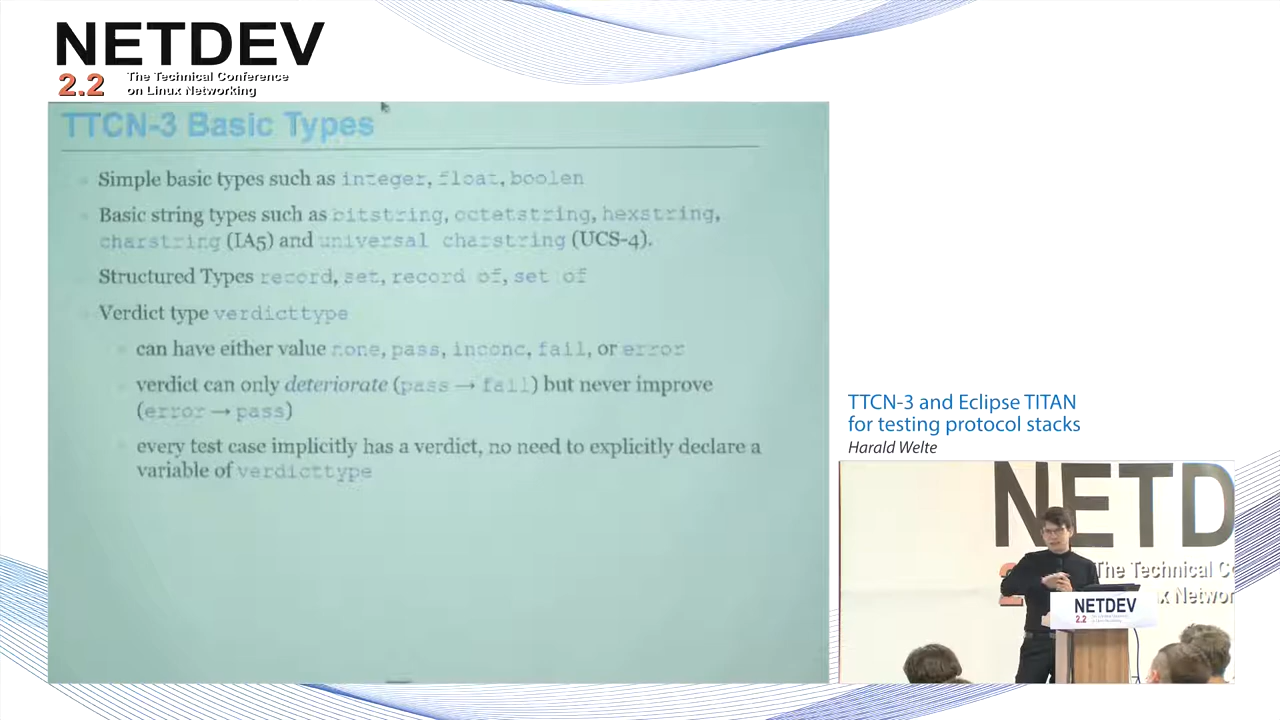 NETDEV
2.2 The Technical Conference
on Linux Networking
TTCN-3 Basic Types
Simple basic types such as integer, float, boolen
Basic string types such as bitstring, octetstring, hexstring,
charstring (IA5) and universal charstring (UCS-4).
Structured Types record, set, record of, set of
Verdict type verdicttype
can have either value none, pass, inconc, fail, or error
verdict can only deteriorate (pass → fail) but never improve
(error → pass)
every test case implicitly has a verdict, no need to explicitly declare a
variable of verdicttype
TTCN-3 and Eclipse TITAN
for testing protocol stacks
Harald Welte
NETD
The Technical Co
x Networ
NETDEV
2.2